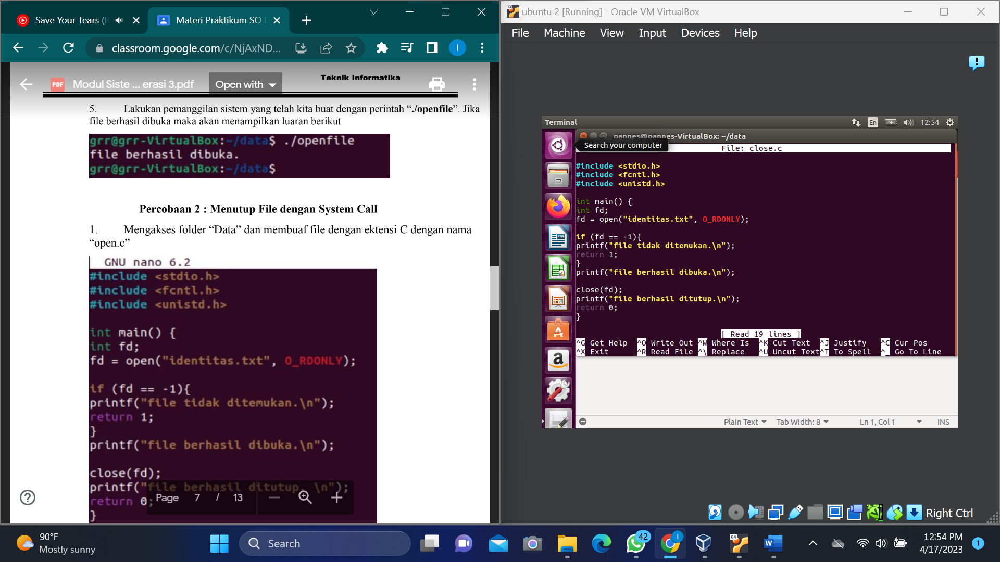 Save Your Tears (R
Materi Praktikum SO
classroom.google.com/c/NjAxND...
I
PDF
Modul Siste ... erasi 3.pdf
Open with
Teknik Informatika
5. Lakukan pemanggilan sistem yang telah kita buat dengan perintah “./openfile”. Jika
file berhasil dibuka maka akan menampilkan luaran berikut
grr@grr-VirtualBox:~/data$ ./openfile
file berhasil dibuka.
grr@grr-VirtualBox:~/data$
Percobaan 2 : Menutup File dengan System Call
1. Mengakses folder “Data” dan membuaf file dengan ektensi C dengan nama
“open.c”
GNU nano 6.2
#include <stdio.h>
#include <fcntl.h>
#include <unistd.h>
int main() {
int fd;
fd = open("identitas.txt", O_RDONLY);
if (fd == -1){
printf("file tidak ditemukan.\n");
return 1;
}
printf("file berhasil dibuka.\n");
close(fd);
printf("file berhasil ditutup. \n");
return 0;
}
Page 7 / 13
ubuntu 2 [Running] - Oracle VM VirtualBox
File Machine View Input Devices Help
Terminal
En
12:54
pannes@pannes-VirtualBox: ~/data
Search your computer
File: close.c
#include <stdio.h>
#include <fcntl.h>
#include <unistd.h>
int main() {
int fd;
fd = open("identitas.txt", O_RDONLY);
if (fd == -1){
printf("file tidak ditemukan.\n");
return 1;
}
printf("file berhasil dibuka.\n");
close(fd);
printf("file berhasil ditutup.\n");
return 0;
}
[ Read 19 lines ]
^G Get Help ^O Write Out ^W Where Is ^K Cut Text ^J Justify ^C Cur Pos
^X Exit ^R Read File ^\ Replace ^U Uncut Text ^T To Spell ^_ Go To Line
Plain Text Tab Width: 8 Ln 1, Col 1 INS
Right Ctrl
90°F
Mostly sunny
Search
42
I
64
W
12:54 PM
4/17/2023
1